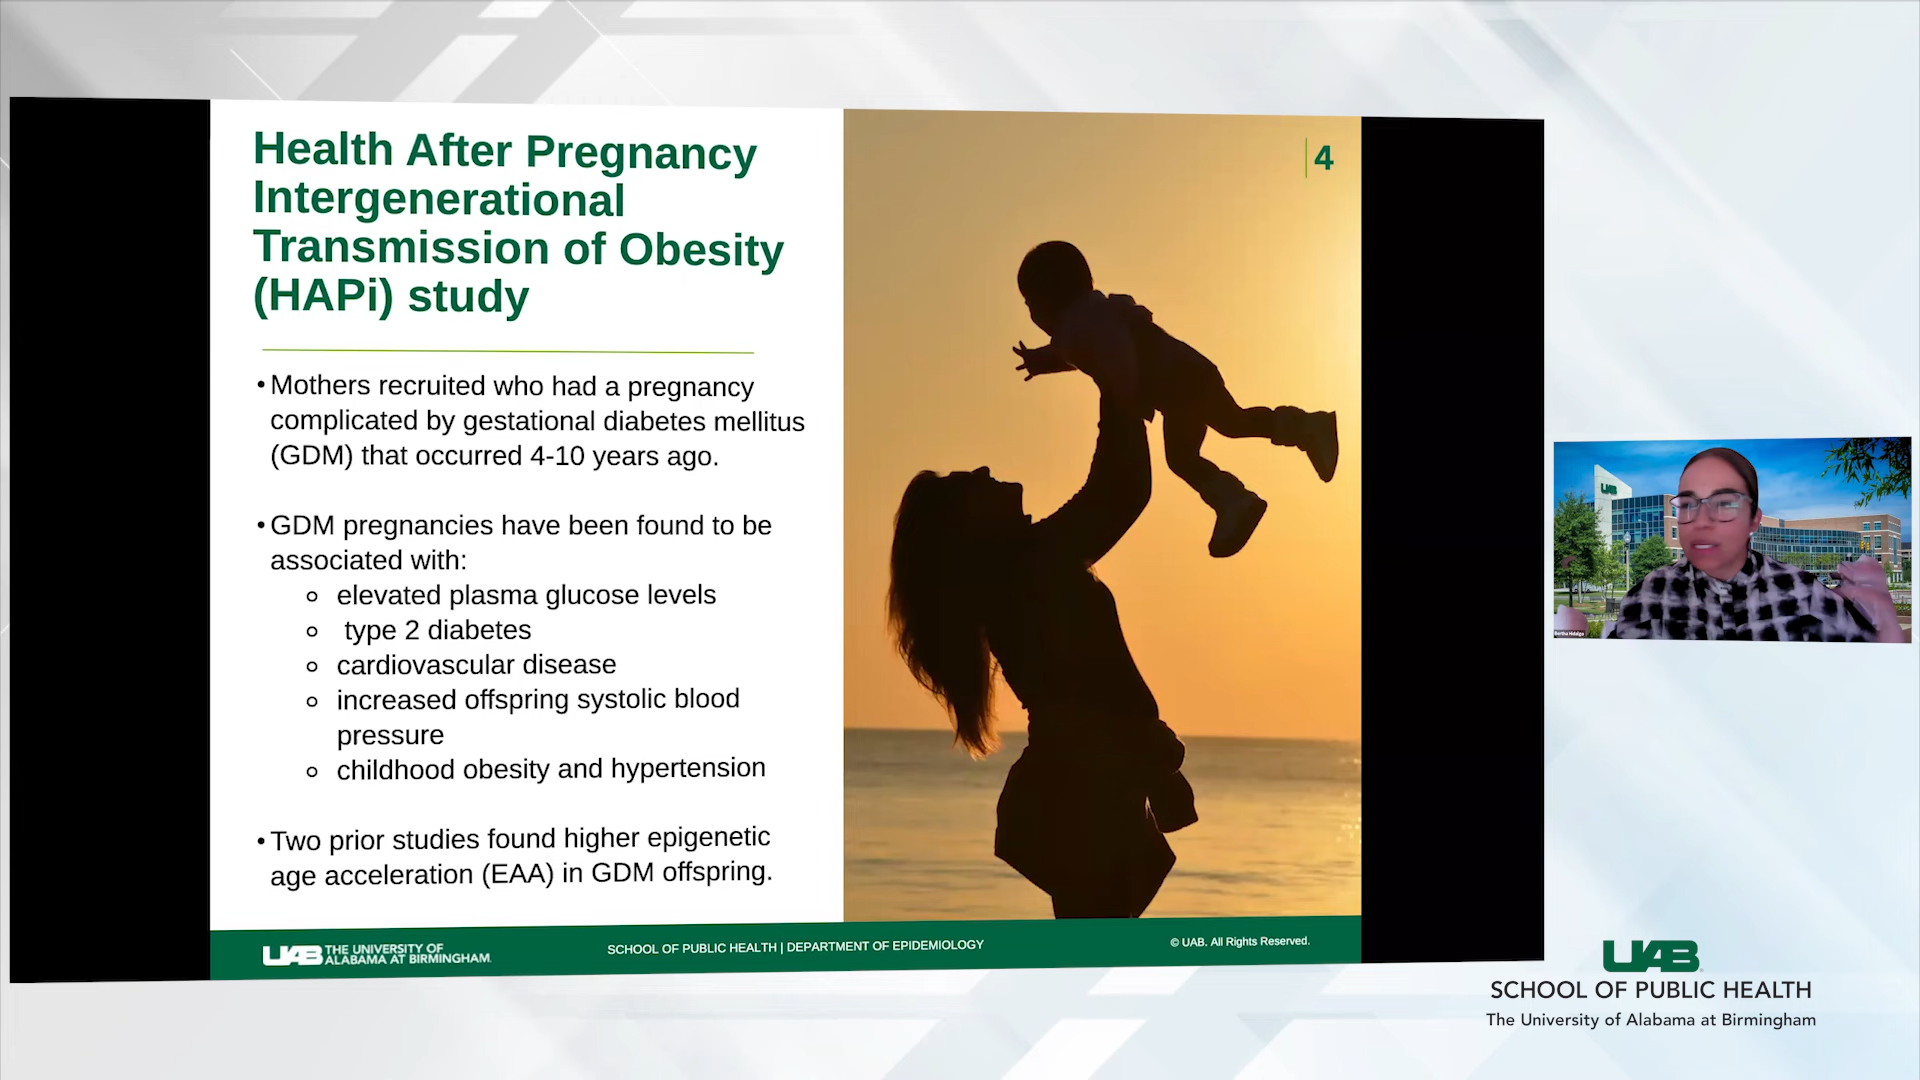 Health After Pregnancy
Intergenerational
Transmission of Obesity
(HAPi) study
4
• Mothers recruited who had a pregnancy
complicated by gestational diabetes mellitus
(GDM) that occurred 4-10 years ago.
• GDM pregnancies have been found to be
associated with:
o elevated plasma glucose levels
o type 2 diabetes
o cardiovascular disease
o increased offspring systolic blood
pressure
o childhood obesity and hypertension
• Two prior studies found higher epigenetic
age acceleration (EAA) in GDM offspring.
UAB THE UNIVERSITY OF
ALABAMA AT BIRMINGHAM
SCHOOL OF PUBLIC HEALTH | DEPARTMENT OF EPIDEMIOLOGY
© UAB. All Rights Reserved.
UAB
Bertha Hidalgo
UAB
SCHOOL OF PUBLIC HEALTH
The University of Alabama at Birmingham